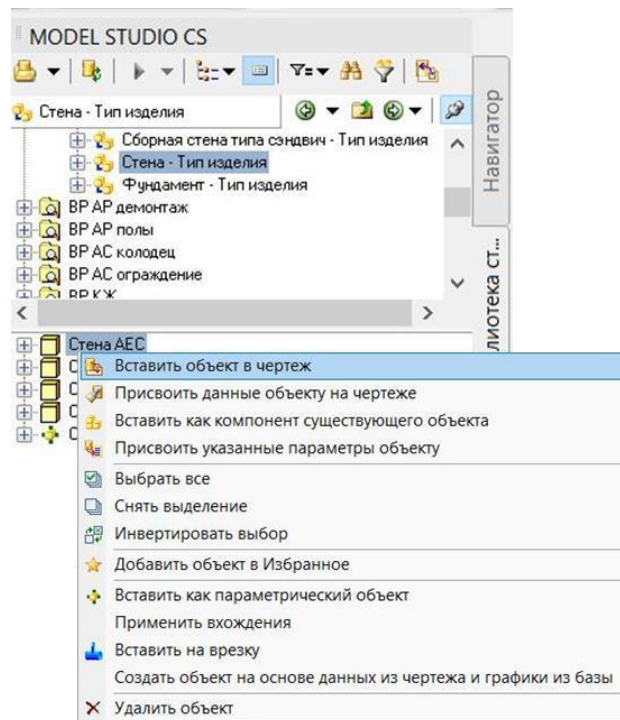 MODEL STUDIO CS
Стена - Тип изделия
Сборная стена типа сэндвич - Тип изделия
Стена - Тип изделия
Фундамент - Тип изделия
ВР АР демонтаж
ВР АР полы
ВР АС колодец
ВР АС ограждение
ВР КЖ
Навигатор
лиотека ст...
Стена АЕС
Вставить объект в чертеж
Присвоить данные объекту на чертеже
Вставить как компонент существующего объекта
Присвоить указанные параметры объекту
Выбрать все
Снять выделение
Инвертировать выбор
Добавить объект в Избранное
Вставить как параметрический объект
Применить вхождения
Вставить на врезку
Создать объект на основе данных из чертежа и графики из базы
Удалить объект